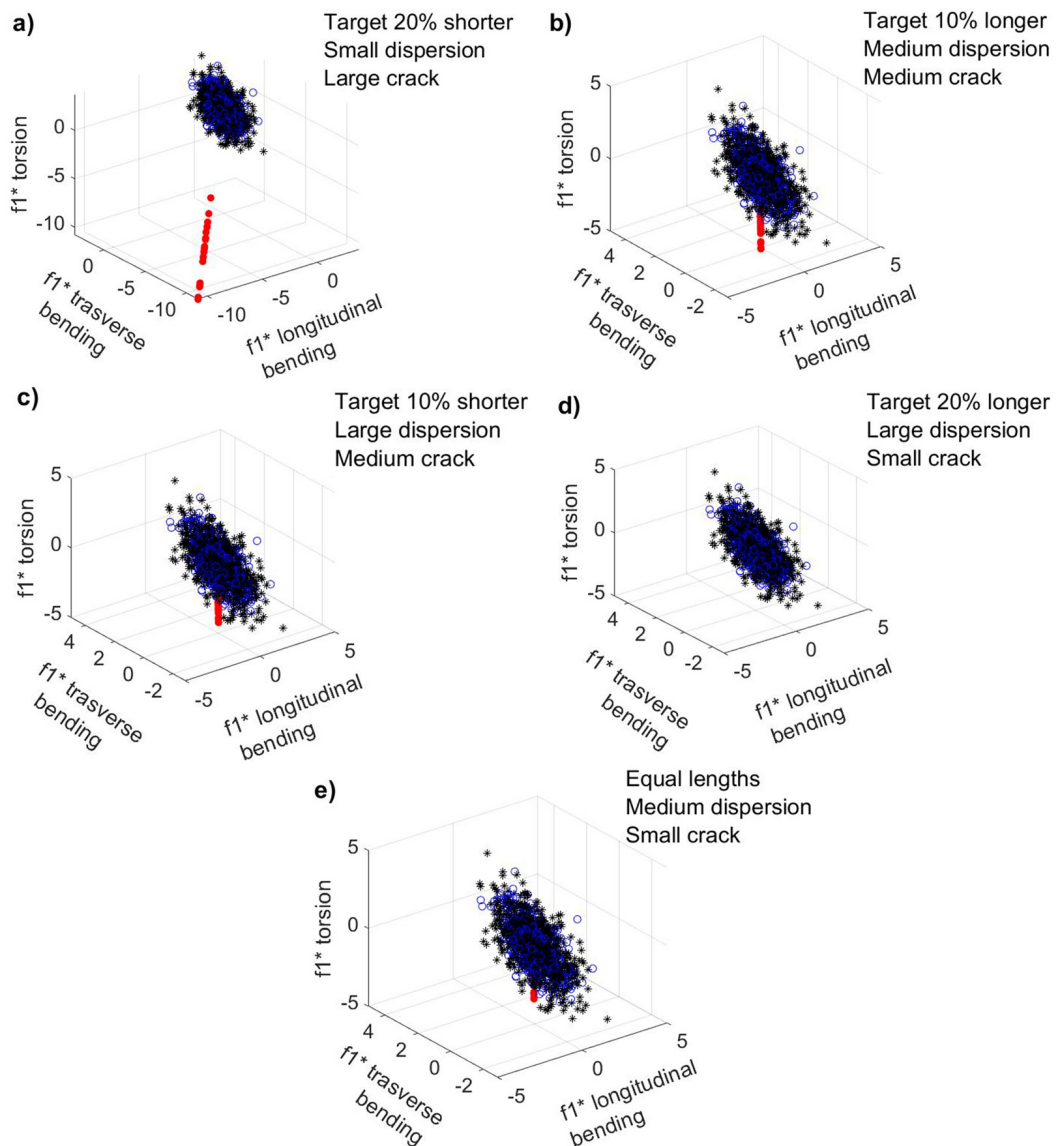 a)
Target 20% shorter
Small dispersion
Large crack
0
-5
-10
f1* torsion
0
-5
-10
f1* trasverse
bending
-10
-5
0
f1* longitudinal
bending
b)
Target 10% longer
Medium dispersion
Medium crack
5
0
-5
f1* torsion
4
2
0
-2
f1* trasverse
bending
-5
0
5
f1* longitudinal
bending
c)
Target 10% shorter
Large dispersion
Medium crack
5
0
-5
f1* torsion
4
2
0
-2
f1* trasverse
bending
-5
0
5
f1* longitudinal
bending
d)
Target 20% longer
Large dispersion
Small crack
5
0
-5
f1* torsion
4
2
0
-2
f1* trasverse
bending
-5
0
5
f1* longitudinal
bending
e)
Equal lengths
Medium dispersion
Small crack
5
0
-5
f1* torsion
4
2
0
-2
f1* trasverse
bending
-5
0
5
f1* longitudinal
bending